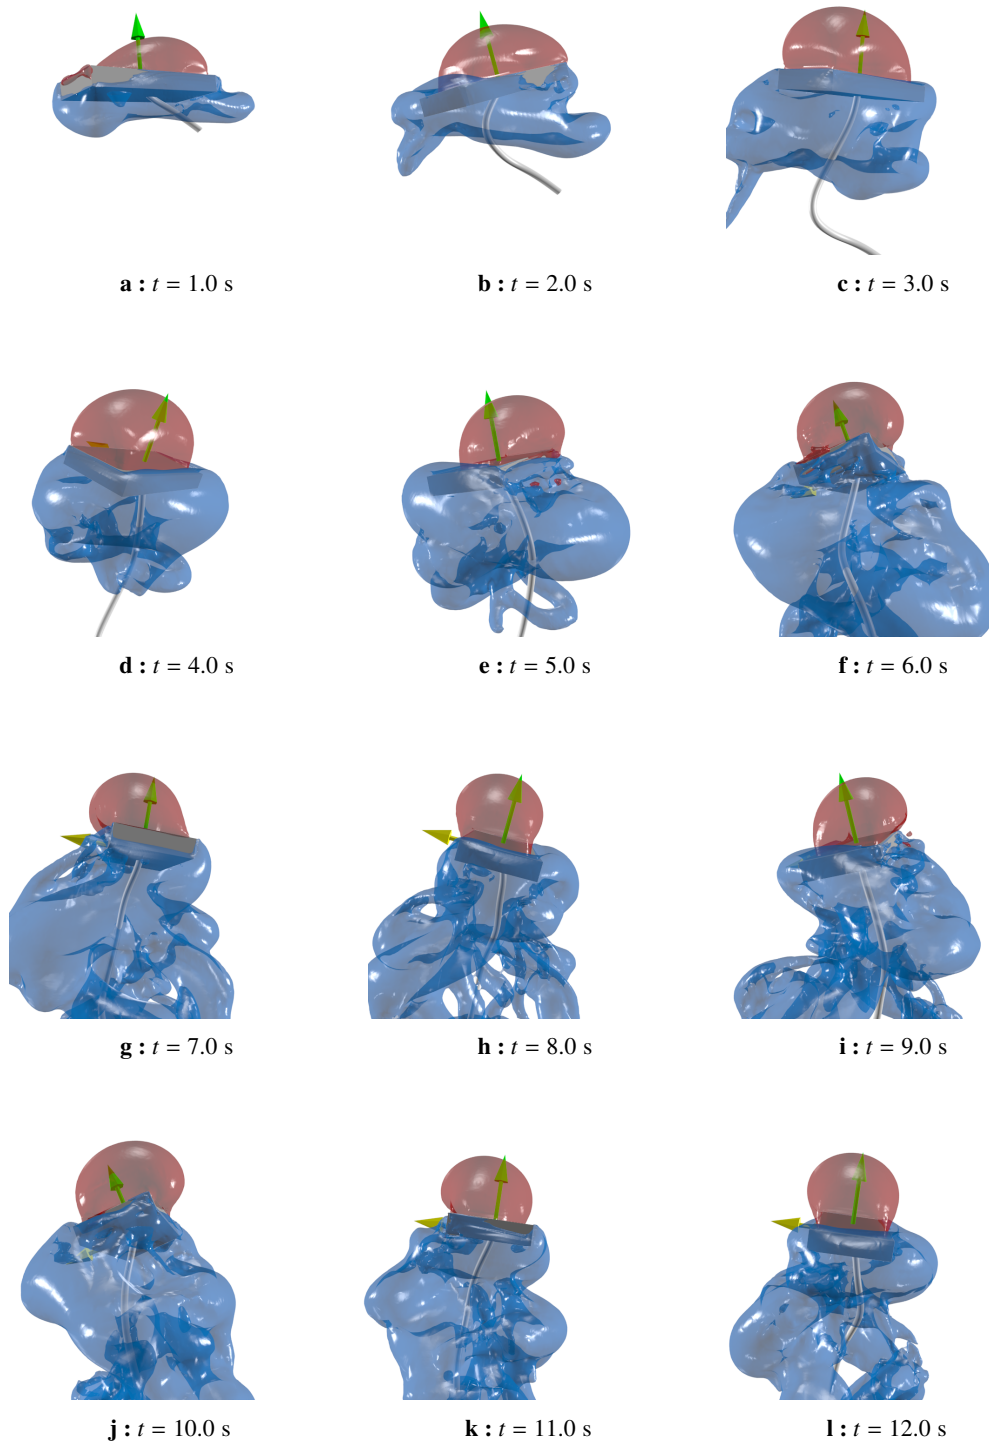 a : t = 1.0 s
b : t = 2.0 s
c : t = 3.0 s
d : t = 4.0 s
e : t = 5.0 s
f : t = 6.0 s
g : t = 7.0 s
h : t = 8.0 s
i : t = 9.0 s
j : t = 10.0 s
k : t = 11.0 s
l : t = 12.0 s